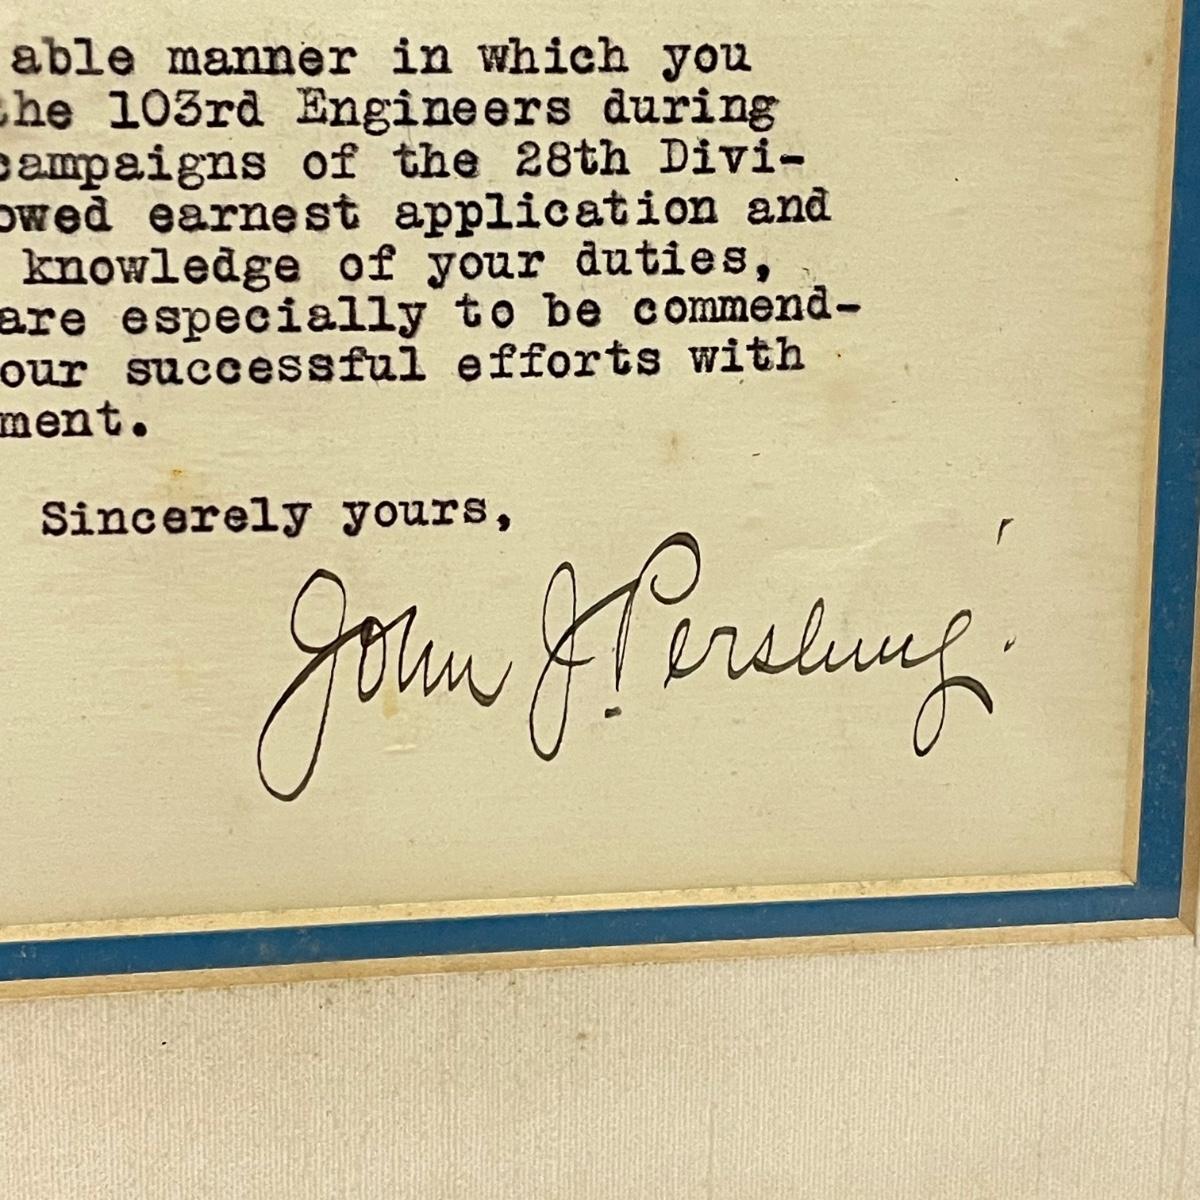 able manner in which you
the 103rd Engineers during
campaigns of the 28th Divi-
owed earnest application and
knowledge of your duties,
are especially to be commend-
our successful efforts with
ment.
Sincerely yours,
John J. Pershing.